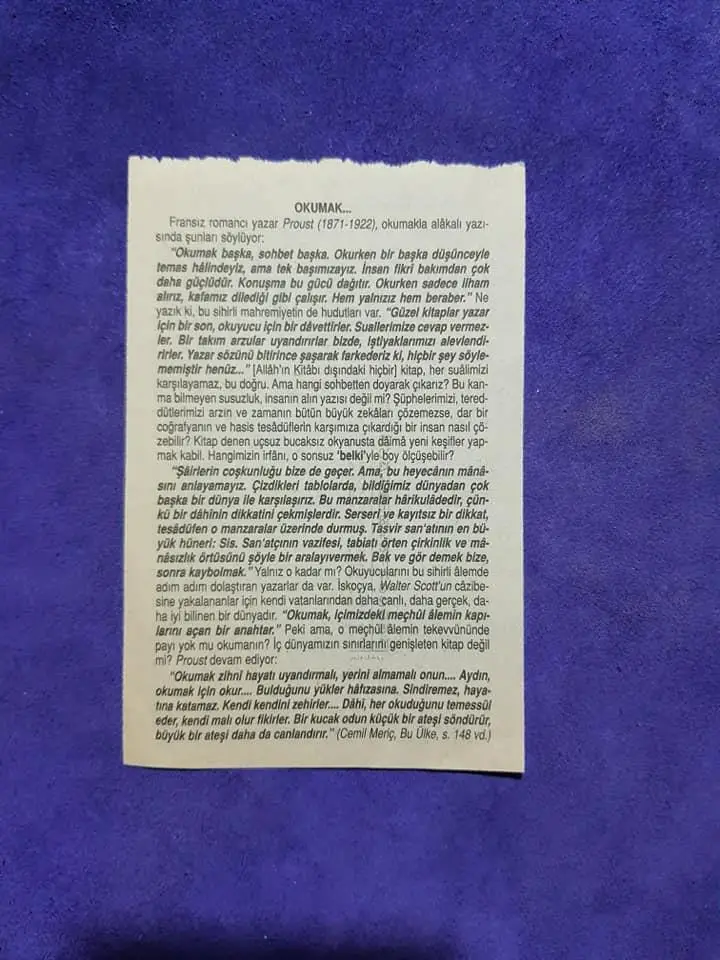 OKUMAK...
Fransız romancı yazar Proust (1871-1922), okumakla alâkalı yazı-
sında şunları söylüyor:
"Okumak başka, sohbet başka. Okurken bir başka düşünceyle
temas hâlindeyiz, ama tek başımızayız. İnsan fikri bakımdan çok
daha güçlüdür. Konuşma bu gücü dağıtır. Okurken sadece ilham
alırız, kafamız dilediği gibi çalışır. Hem yalnızız hem beraber." Ne
yazık ki, bu sihirli mahremiyetin de hudutları var. "Güzel kitaplar yazar
için bir son, okuyucu için bir dâvettirler. Suallerimize cevap vermez-
ler. Bir takım arzular uyandırırlar bizde, iştiyaklarımızı alevlendi-
rirler. Yazar sözünü bitirince şaşarak farkederiz ki, hiçbir şey söyle-
memiştir henüz..." [Allâh'ın Kitâbı dışındaki hiçbir] kitap, her suâlimizi
karşılayamaz, bu doğru. Ama hangi sohbetten doyarak çıkarız? Bu kan-
ma bilmeyen susuzluk, insanın alın yazısı değil mi? Şüphelerimizi, tered-
dütlerimizi arzın ve zamanın bütün büyük zekâları çözemezse, dar bir
coğrafyanın ve hasis tesâdüflerin karşımıza çıkardığı bir insan nasıl çö-
zebilir? Kitap denen uçsuz bucaksız okyanusta dâimâ yeni keşifler yap-
mak kabil. Hangimizin irfânı, o sonsuz 'belki'yle boy ölçüşebilir?
"Şâirlerin coşkunluğu bize de geçer. Ama, bu heyecânın mânâ-
sını anlayamayız. Çizdikleri tablolarda, bildiğimiz dünyadan çok
başka bir dünya ile karşılaşırız. Bu manzaralar hârikulâdedir, çün-
kü bir dâhinin dikkatini çekmişlerdir. Serseri ve kayıtsız bir dikkat,
tesâdüfen o manzaralar üzerinde durmuş. Tasvir san'atının en bü-
yük hüneri: Sis. San'atçının vazifesi, tabiatı örten çirkinlik ve mâ-
nâsızlık örtüsünü şöyle bir aralayıvermek. Bak ve gör demek bize,
sonra kaybolmak." Yalnız o kadar mı? Okuyucularını bu sihirli âlemde
adım adım dolaştıran yazarlar da var. İskoçya, Walter Scott'un câzibe-
sine yakalananlar için kendi vatanlarından daha canlı, daha gerçek, da-
ha iyi bilinen bir dünyadır. "Okumak, içimizdeki meçhûl âlemin kapı-
larını açan bir anahtar." Peki ama, o meçhûl âlemin tekevvününde
payı yok mu okumanın? İç dünyamızın sınırlarını genişleten kitap değil
mi? Proust devam ediyor:
"Okumak zihnî hayatı uyandırmalı, yerini almamalı onun.... Aydın,
okumak için okur.... Bulduğunu yükler hâfızasına. Sindiremez, haya-
tına katamaz. Kendi kendini zehirler.... Dâhî, her okuduğunu temessül
eder, kendi malı olur fikirler. Bir kucak odun küçük bir ateşi söndürür,
büyük bir ateşi daha da canlandırır." (Cemil Meriç, Bu Ülke, s. 148 vd.)